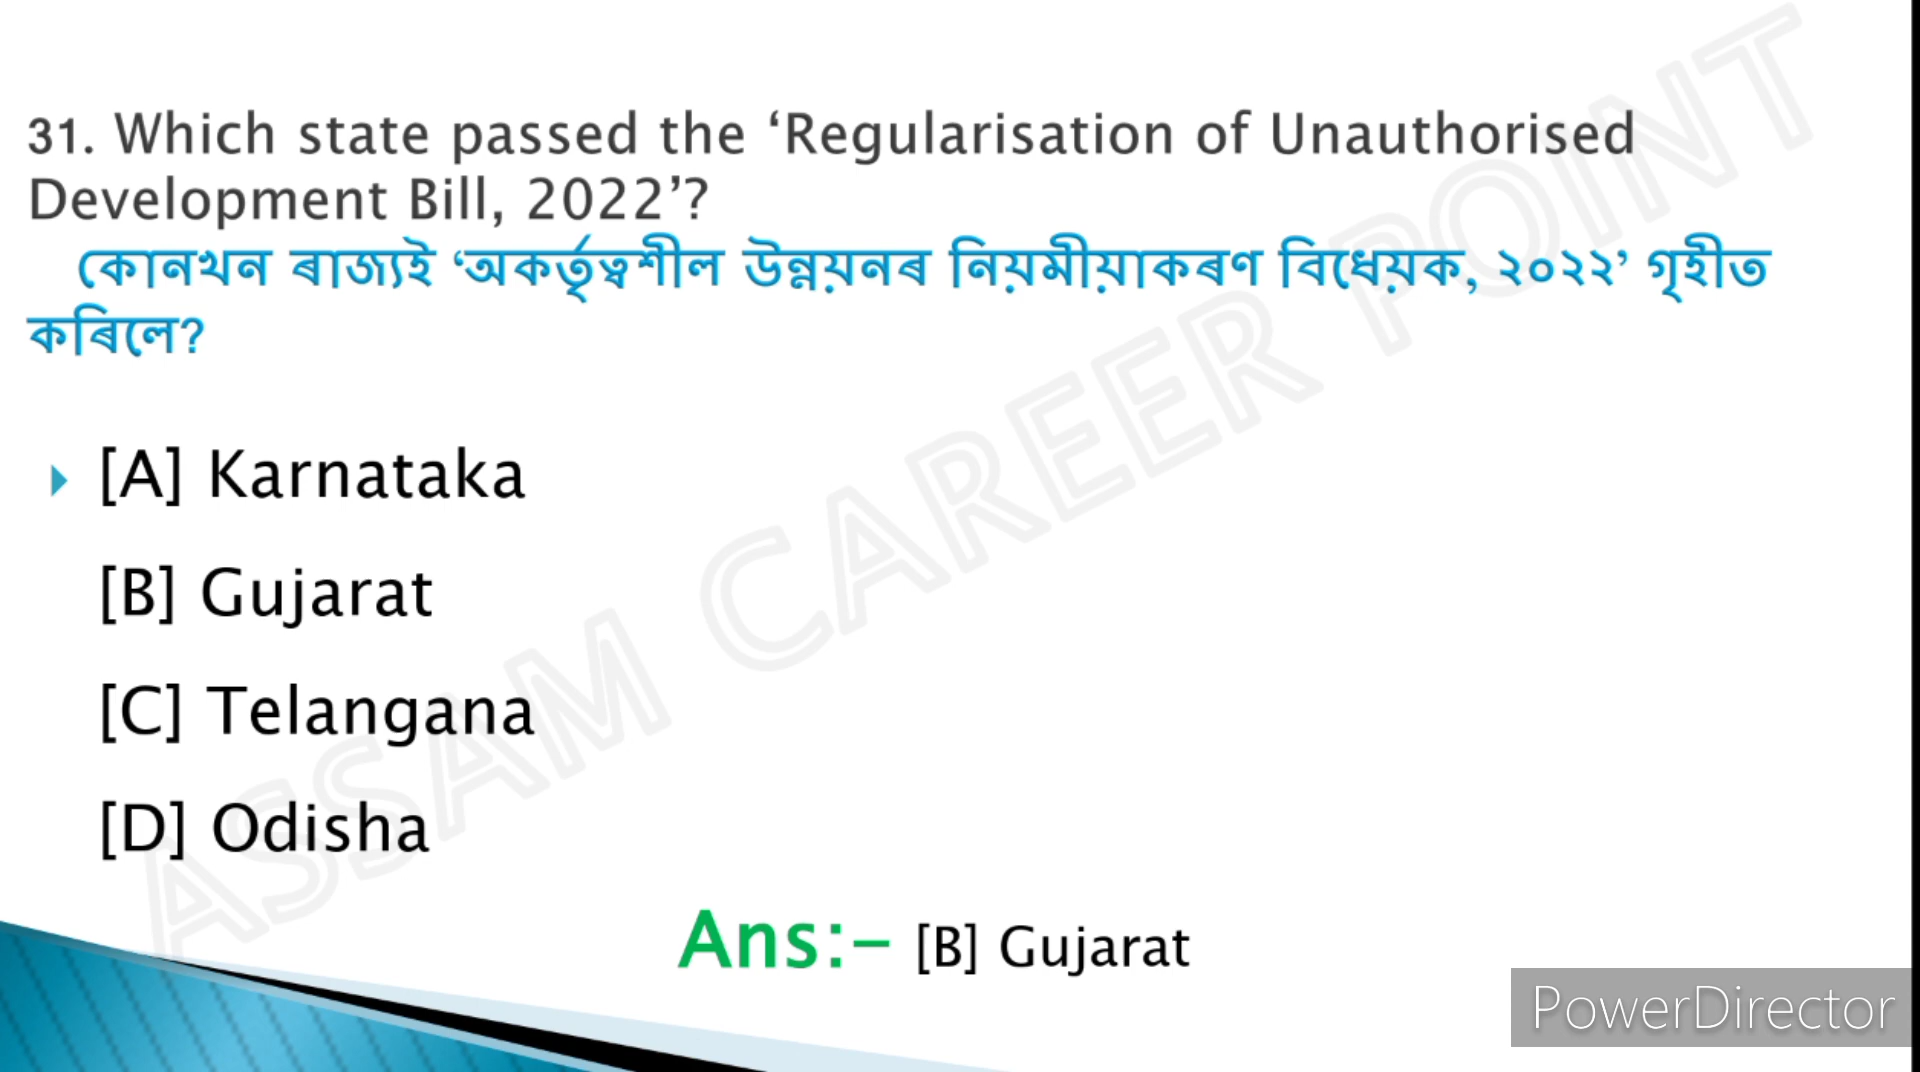 31. Which state passed the ‘Regularisation of Unauthorised
Development Bill, 2022’?
কোনখন ৰাজ্যই ‘অকৰ্তৃত্বশীল উন্নয়নৰ নিয়মীয়াকৰণ বিধেয়ক, ২০২২’ গৃহীত
কৰিলে?
[A] Karnataka
[B] Gujarat
[C] Telangana
[D] Odisha
Ans:- [B] Gujarat
ASSAM CAREER POINT
PowerDirector